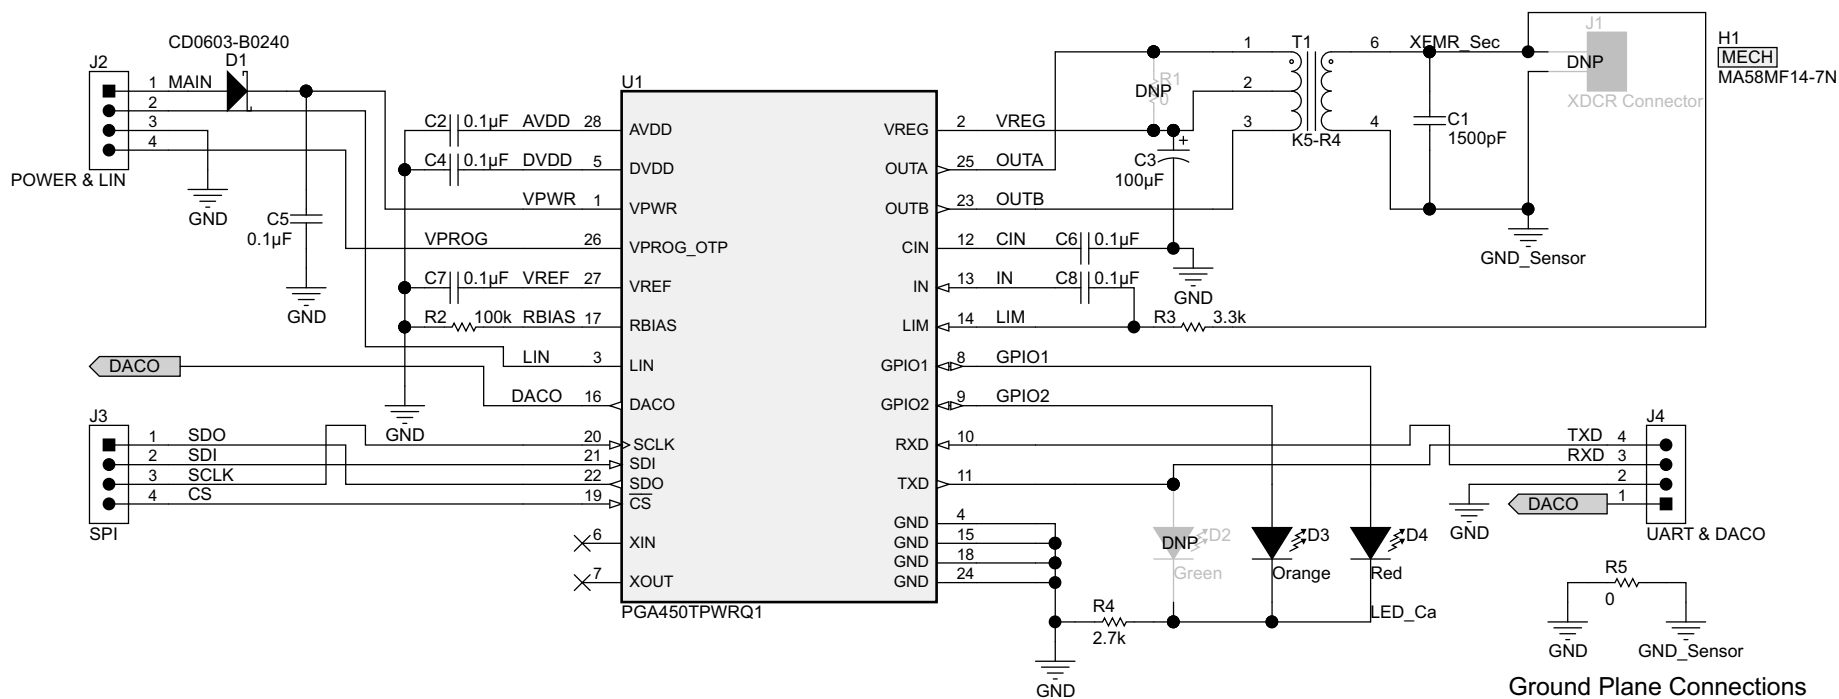 CD0603-B0240
D1
J2
1 MAIN
2
3
4
POWER & LIN
GND
C5
0.1µF
GND
C2 0.1µF AVDD 28
C4 0.1µF DVDD 5
VPWR 1
VPROG 26
C7 0.1µF VREF 27
R2 100k RBIAS 17
LIN 3
DACO
DACO 16
GND
J3
1 SDO
2 SDI
3 SCLK
4 CS
SPI
20
21
22
19
6
7
U1
AVDD
DVDD
VPWR
VPROG_OTP
VREF
RBIAS
LIN
DACO
SCLK
SDI
SDO
CS
XIN
XOUT
VREG
OUTA
OUTB
CIN
IN
LIM
GPIO1
GPIO2
RXD
TXD
GND
GND
GND
GND
PGA450TPWRQ1
2 VREG
25 OUTA
23 OUTB
12 CIN C6 0.1µF
13 IN C8 0.1µF
14 LIM R3 3.3k
8 GPIO1
9 GPIO2
10
11
4
15
18
24
R1
DNP
0
C3
+
100µF
GND
1 T1 6 XFMR_Sec
2
3 4
K5-R4
C1
1500pF
J1
DNP
XDCR Connector
H1
MECH
MA58MF14-7N
GND_Sensor
DNP D2
Green
D3
Orange
D4
Red
LED_Ca
R4
2.7k
GND
J4
TXD 4
RXD 3
2
DACO 1
GND
UART & DACO
R5
0
GND
GND_Sensor
Ground Plane Connections